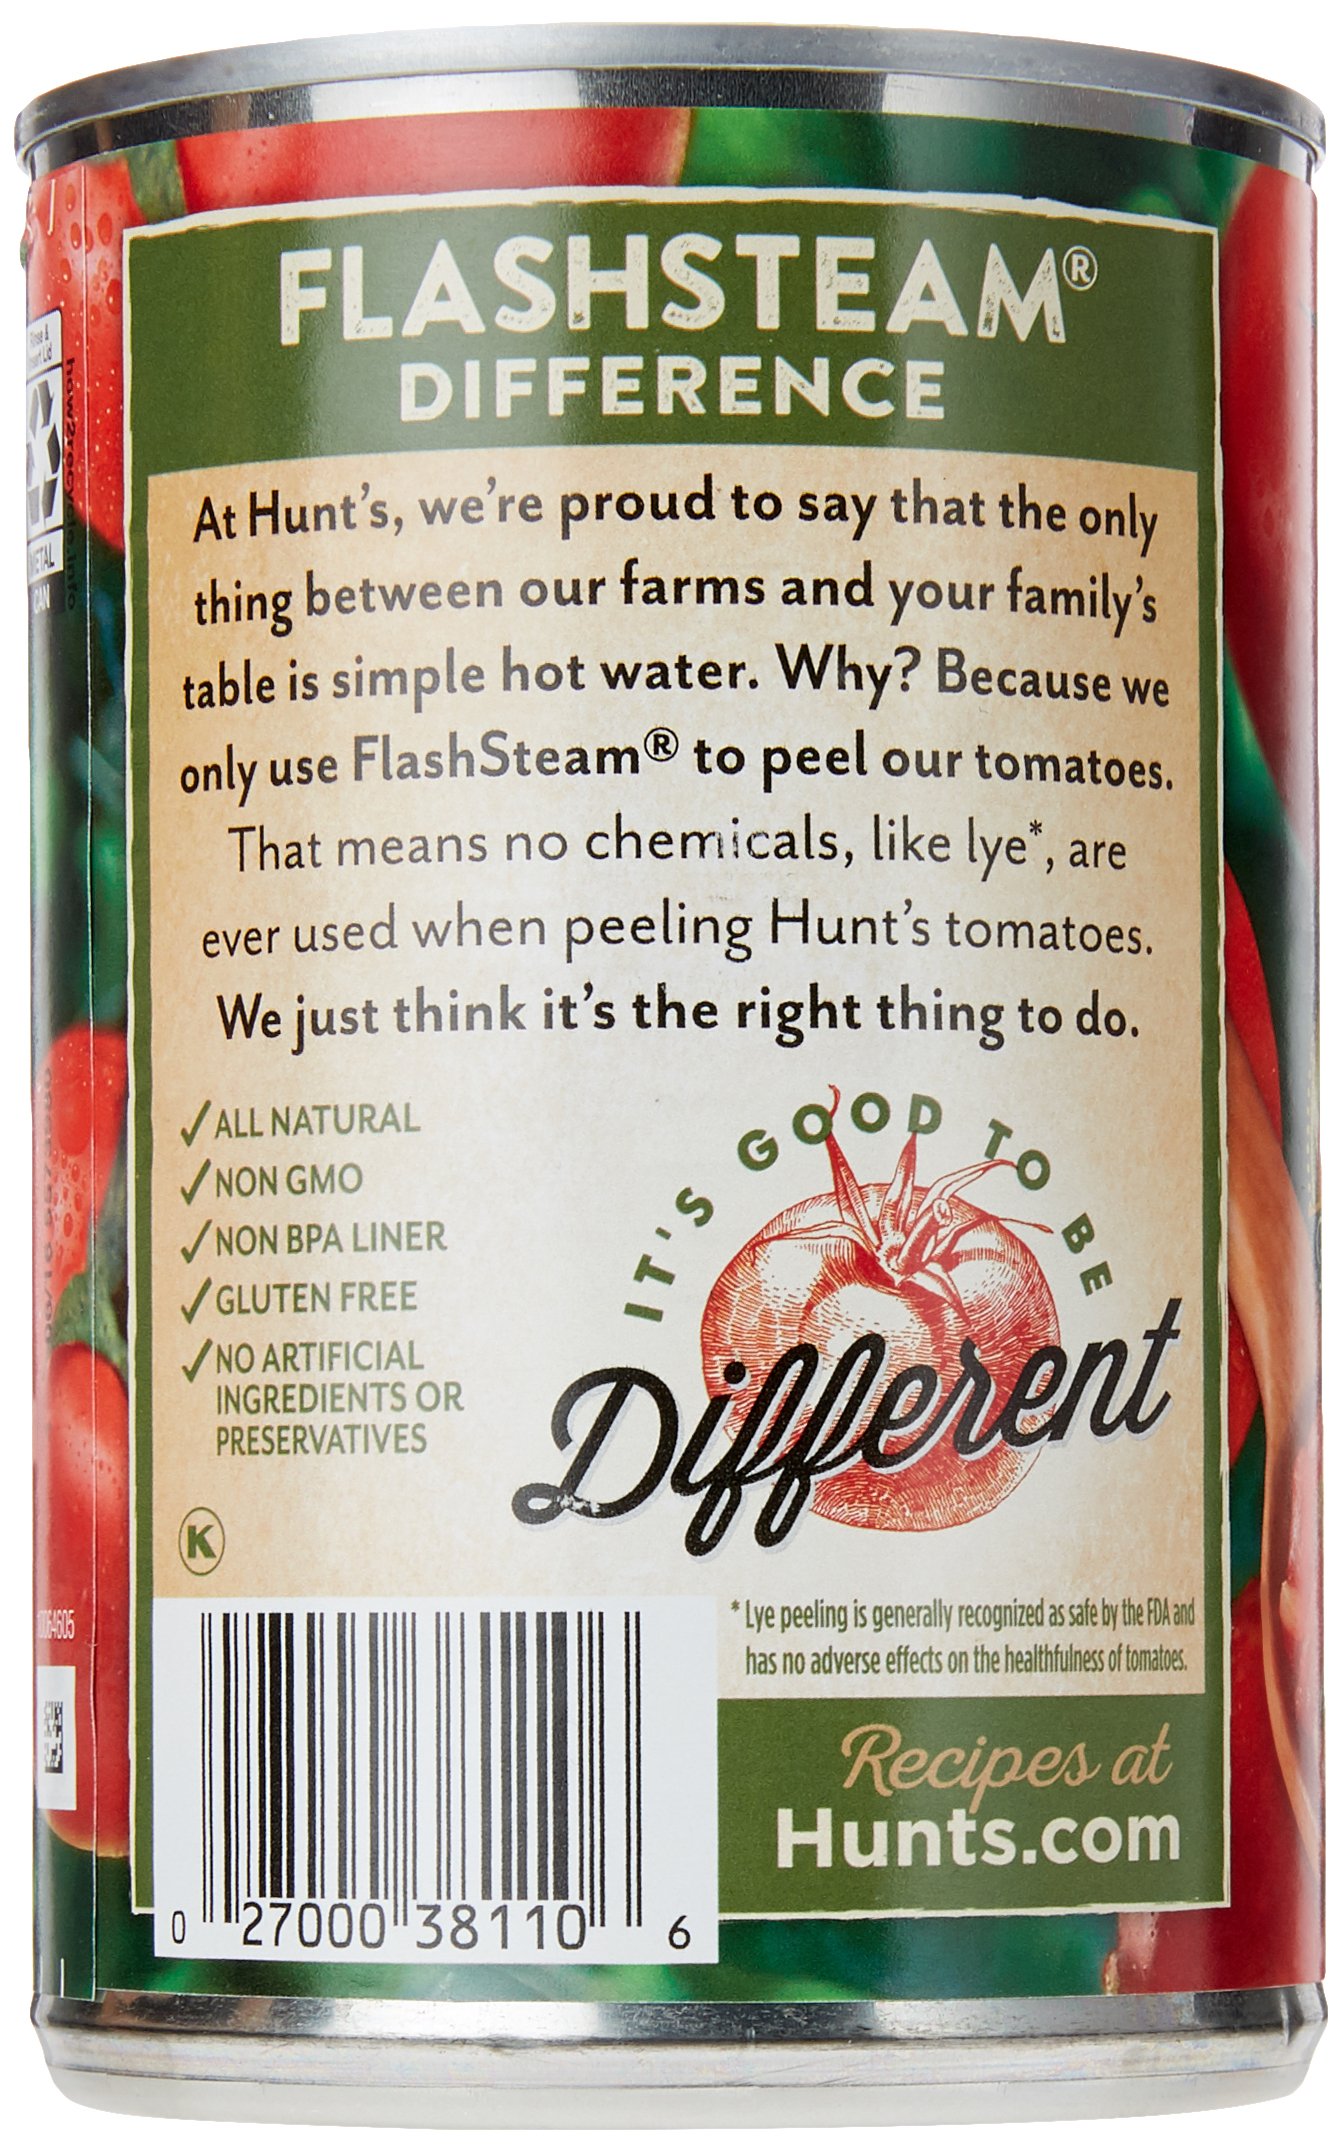 FLASHSTEAM®
DIFFERENCE
At Hunt's, we're proud to say that the only
thing between our farms and your family's
table is simple hot water. Why? Because we
only use FlashSteam® to peel our tomatoes.
That means no chemicals, like lye*, are
ever used when peeling Hunt's tomatoes.
We just think it's the right thing to do.
✓ALL NATURAL
✓NON GMO
✓NON BPA LINER
✓GLUTEN FREE
✓NO ARTIFICIAL
INGREDIENTS OR
PRESERVATIVES
K
IT'S GOOD TO BE
Different
* Lye peeling is generally recognized as safe by the FDA and
has no adverse effects on the healthfulness of tomatoes.
Recipes at
Hunts.com
0 27000 38110 6
Rinse &
Lid
METAL
CAN
how2recycle.info